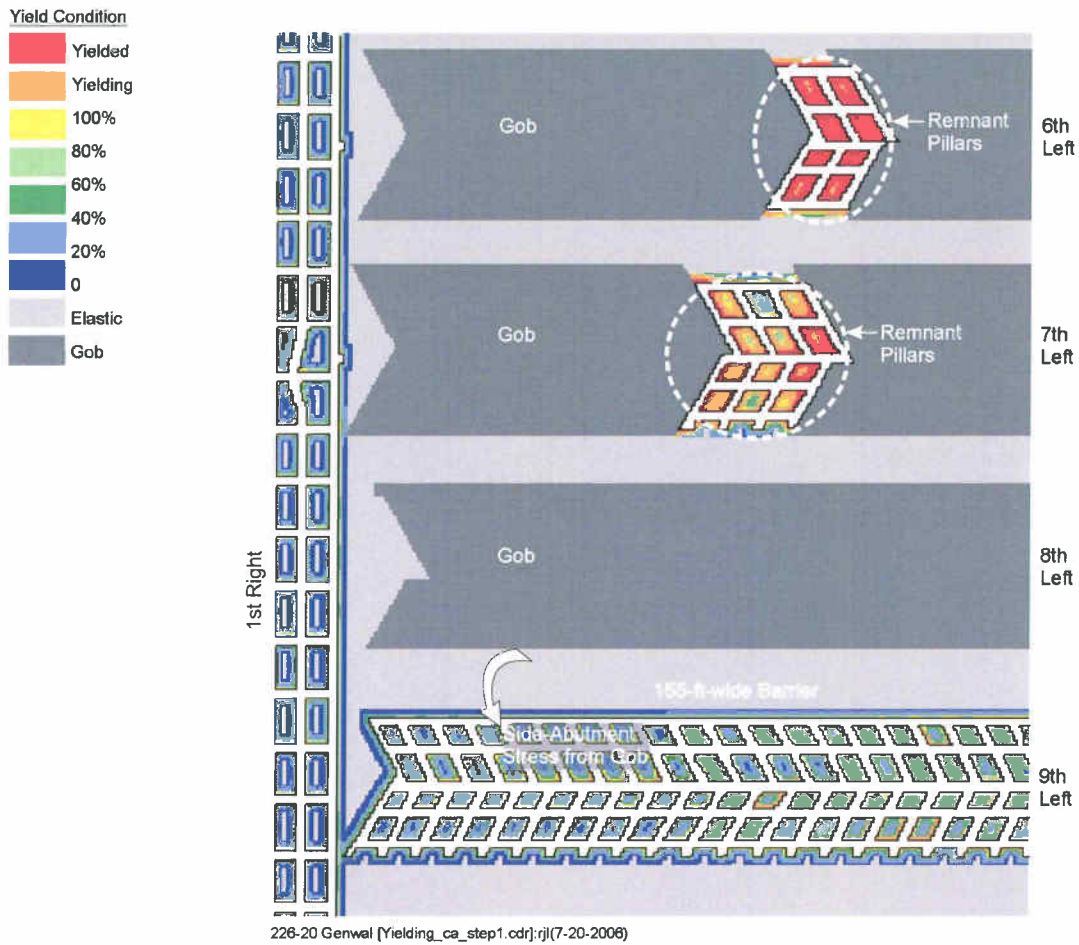 Yield Condition
Yielded
Yielding
100%
80%
60%
40%
20%
0
Elastic
Gob
Gob
Remnant
Pillars
6th
Left
Gob
Remnant
Pillars
7th
Left
Gob
8th
Left
1st Right
155-ft-wide Barrier
Side-Abutment
Stress from Gob
9th
Left
226-20 Genwal [Yielding_ca_step1.cdr]:rjl(7-20-2006)